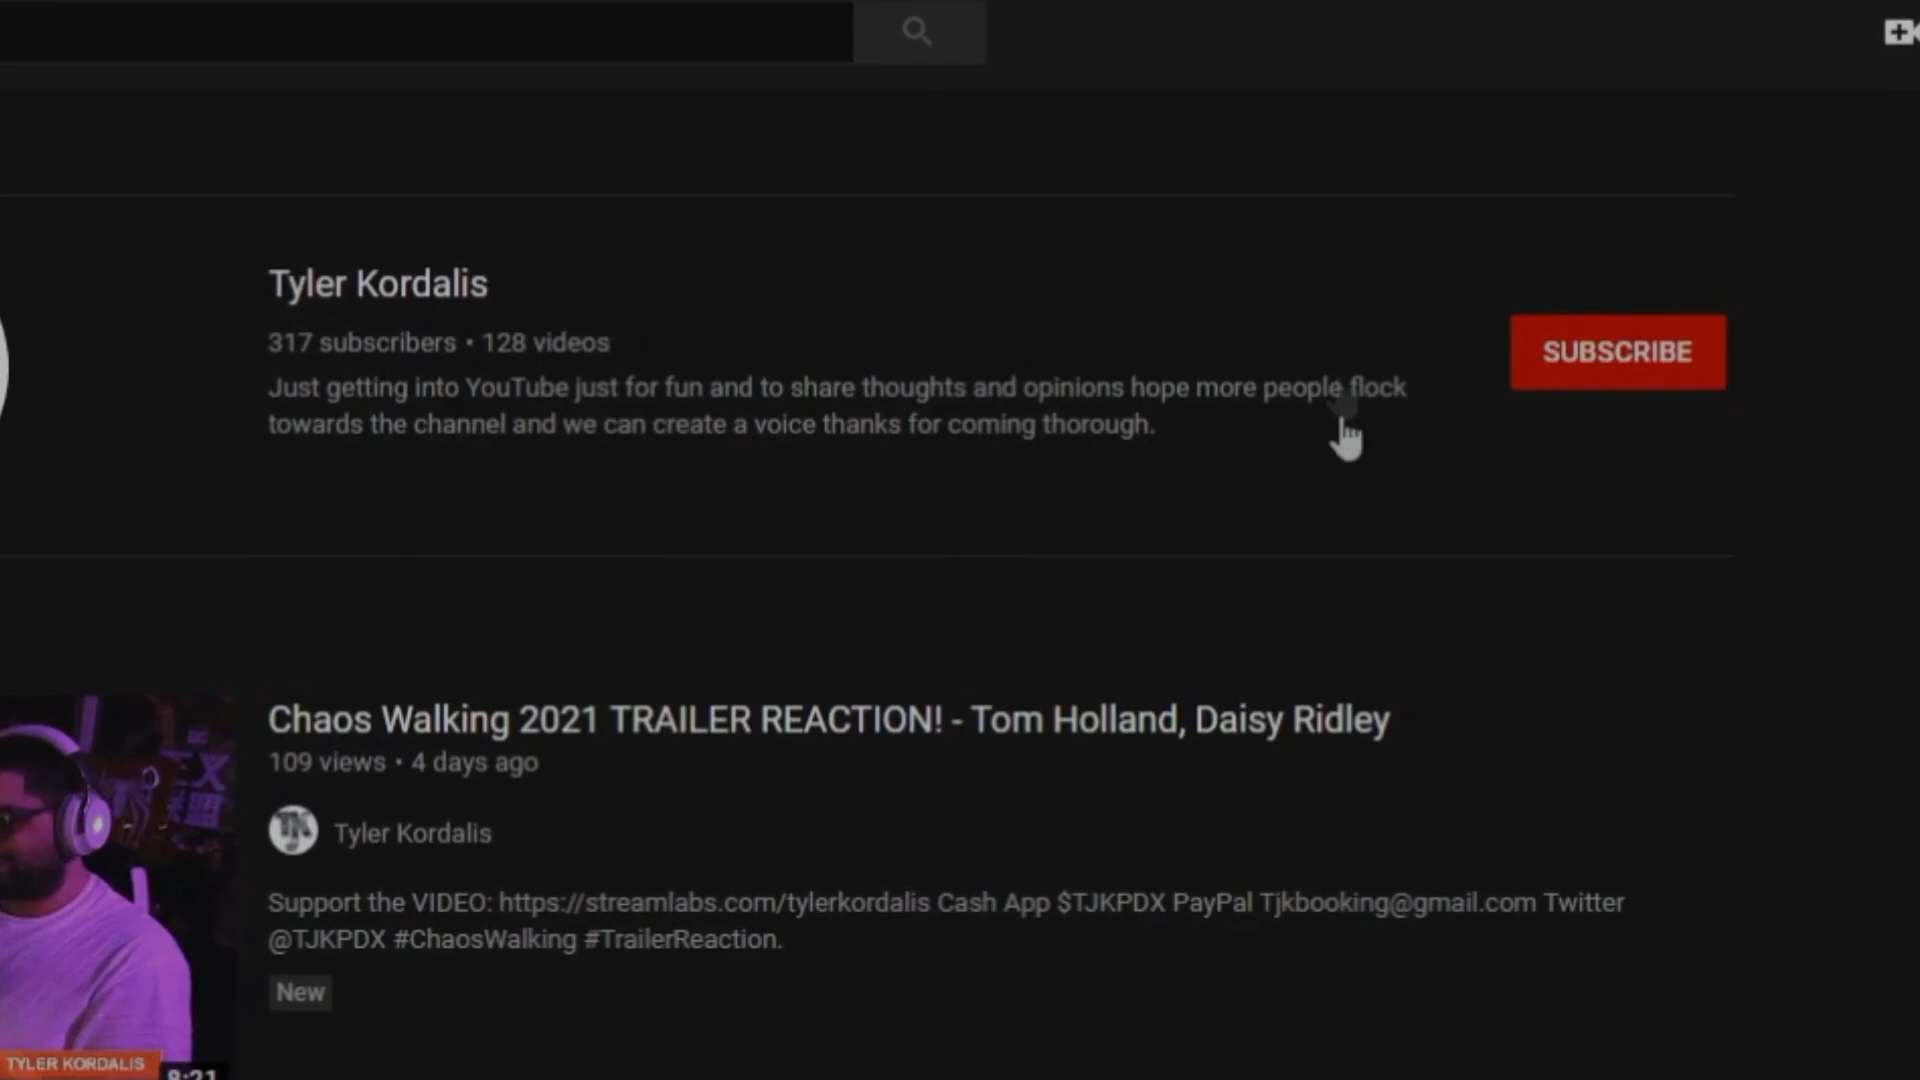 Tyler Kordalis
317 subscribers • 128 videos
SUBSCRIBE
Just getting into YouTube just for fun and to share thoughts and opinions hope more people flock
towards the channel and we can create a voice thanks for coming thorough.
Chaos Walking 2021 TRAILER REACTION! - Tom Holland, Daisy Ridley
109 views • 4 days ago
Tyler Kordalis
Support the VIDEO: https://streamlabs.com/tylerkordalis Cash App $TJKPDX PayPal Tjkbooking@gmail.com Twitter
@TJKPDX #ChaosWalking #TrailerReaction.
New
TYLER KORDALIS
8:21